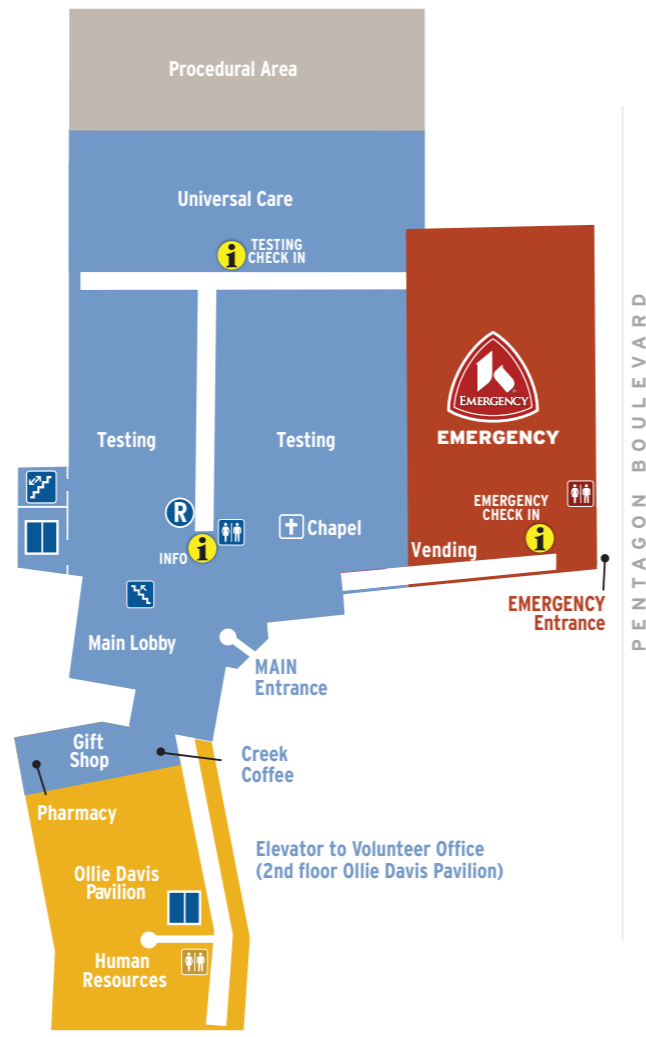 Procedural Area
Universal Care
TESTING
CHECK IN
EMERGENCY
EMERGENCY
Testing
Testing
EMERGENCY
CHECK IN
R
Chapel
INFO
Vending
PENTAGON BOULEVARD
EMERGENCY
Entrance
Main Lobby
MAIN
Entrance
Gift
Shop
Creek
Coffee
Pharmacy
Elevator to Volunteer Office
(2nd floor Ollie Davis Pavilion)
Ollie Davis
Pavilion
Human
Resources